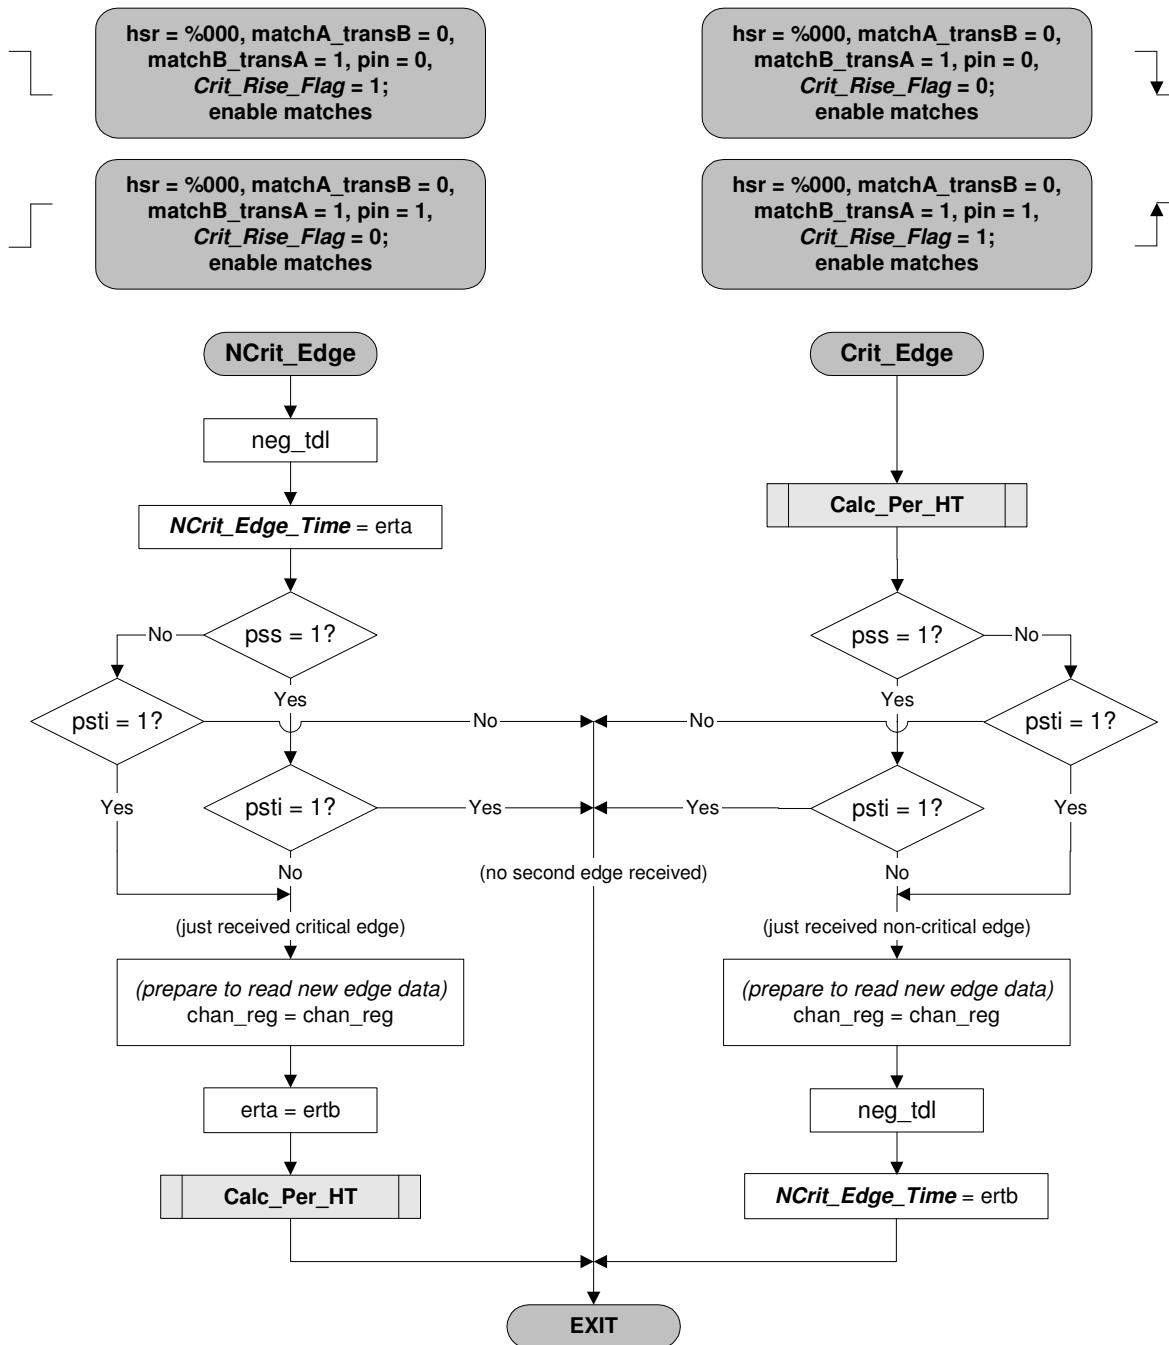 hsr = %000, matchA_transB = 0,
matchB_transA = 1, pin = 0,
Crit_Rise_Flag = 1;
enable matches
hsr = %000, matchA_transB = 0,
matchB_transA = 1, pin = 0,
Crit_Rise_Flag = 0;
enable matches
hsr = %000, matchA_transB = 0,
matchB_transA = 1, pin = 1,
Crit_Rise_Flag = 0;
enable matches
hsr = %000, matchA_transB = 0,
matchB_transA = 1, pin = 1,
Crit_Rise_Flag = 1;
enable matches
NCrit_Edge
Crit_Edge
neg_tdl
Calc_Per_HT
NCrit_Edge_Time = erta
No
pss = 1?
pss = 1?
No
Yes
Yes
psti = 1?
No
No
psti = 1?
Yes
psti = 1?
Yes
Yes
psti = 1?
Yes
No
(no second edge received)
No
(just received critical edge)
(just received non-critical edge)
(prepare to read new edge data)
chan_reg = chan_reg
(prepare to read new edge data)
chan_reg = chan_reg
erta = ertb
neg_tdl
Calc_Per_HT
NCrit_Edge_Time = ertb
EXIT